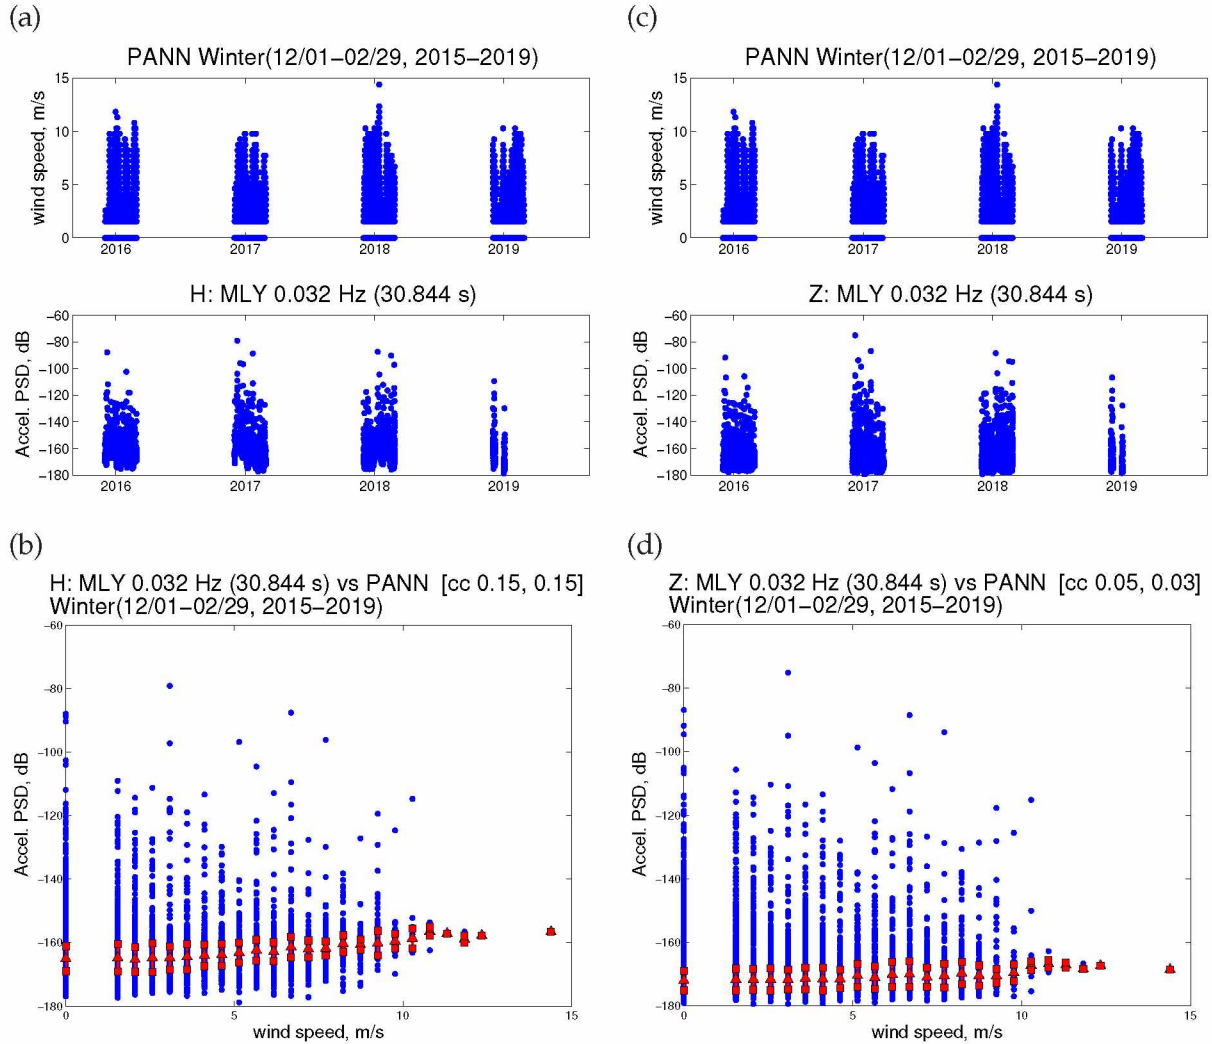 (a)
PANN Winter(12/01−02/29, 2015−2019)
wind speed, m/s
15
10
5
0
2016 2017 2018 2019
H: MLY 0.032 Hz (30.844 s)
Accel. PSD, dB
−60
−80
−100
−120
−140
−160
−180
2016 2017 2018 2019
(b)
H: MLY 0.032 Hz (30.844 s) vs PANN [cc 0.15, 0.15]
Winter(12/01−02/29, 2015−2019)
Accel. PSD, dB
−60
−80
−100
−120
−140
−160
−180
0 5 10 15
wind speed, m/s
(c)
PANN Winter(12/01−02/29, 2015−2019)
wind speed, m/s
15
10
5
0
2016 2017 2018 2019
Z: MLY 0.032 Hz (30.844 s)
Accel. PSD, dB
−60
−80
−100
−120
−140
−160
−180
2016 2017 2018 2019
(d)
Z: MLY 0.032 Hz (30.844 s) vs PANN [cc 0.05, 0.03]
Winter(12/01−02/29, 2015−2019)
Accel. PSD, dB
−60
−80
−100
−120
−140
−160
−180
0 5 10 15
wind speed, m/s